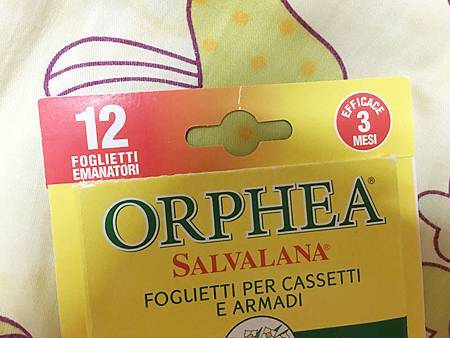 12
FOGLIETTI
EMANATORI
EFFICACE
3
MESI
ORPHEA®
SALVALANA®
FOGLIETTI PER CASSETTI
E ARMADI